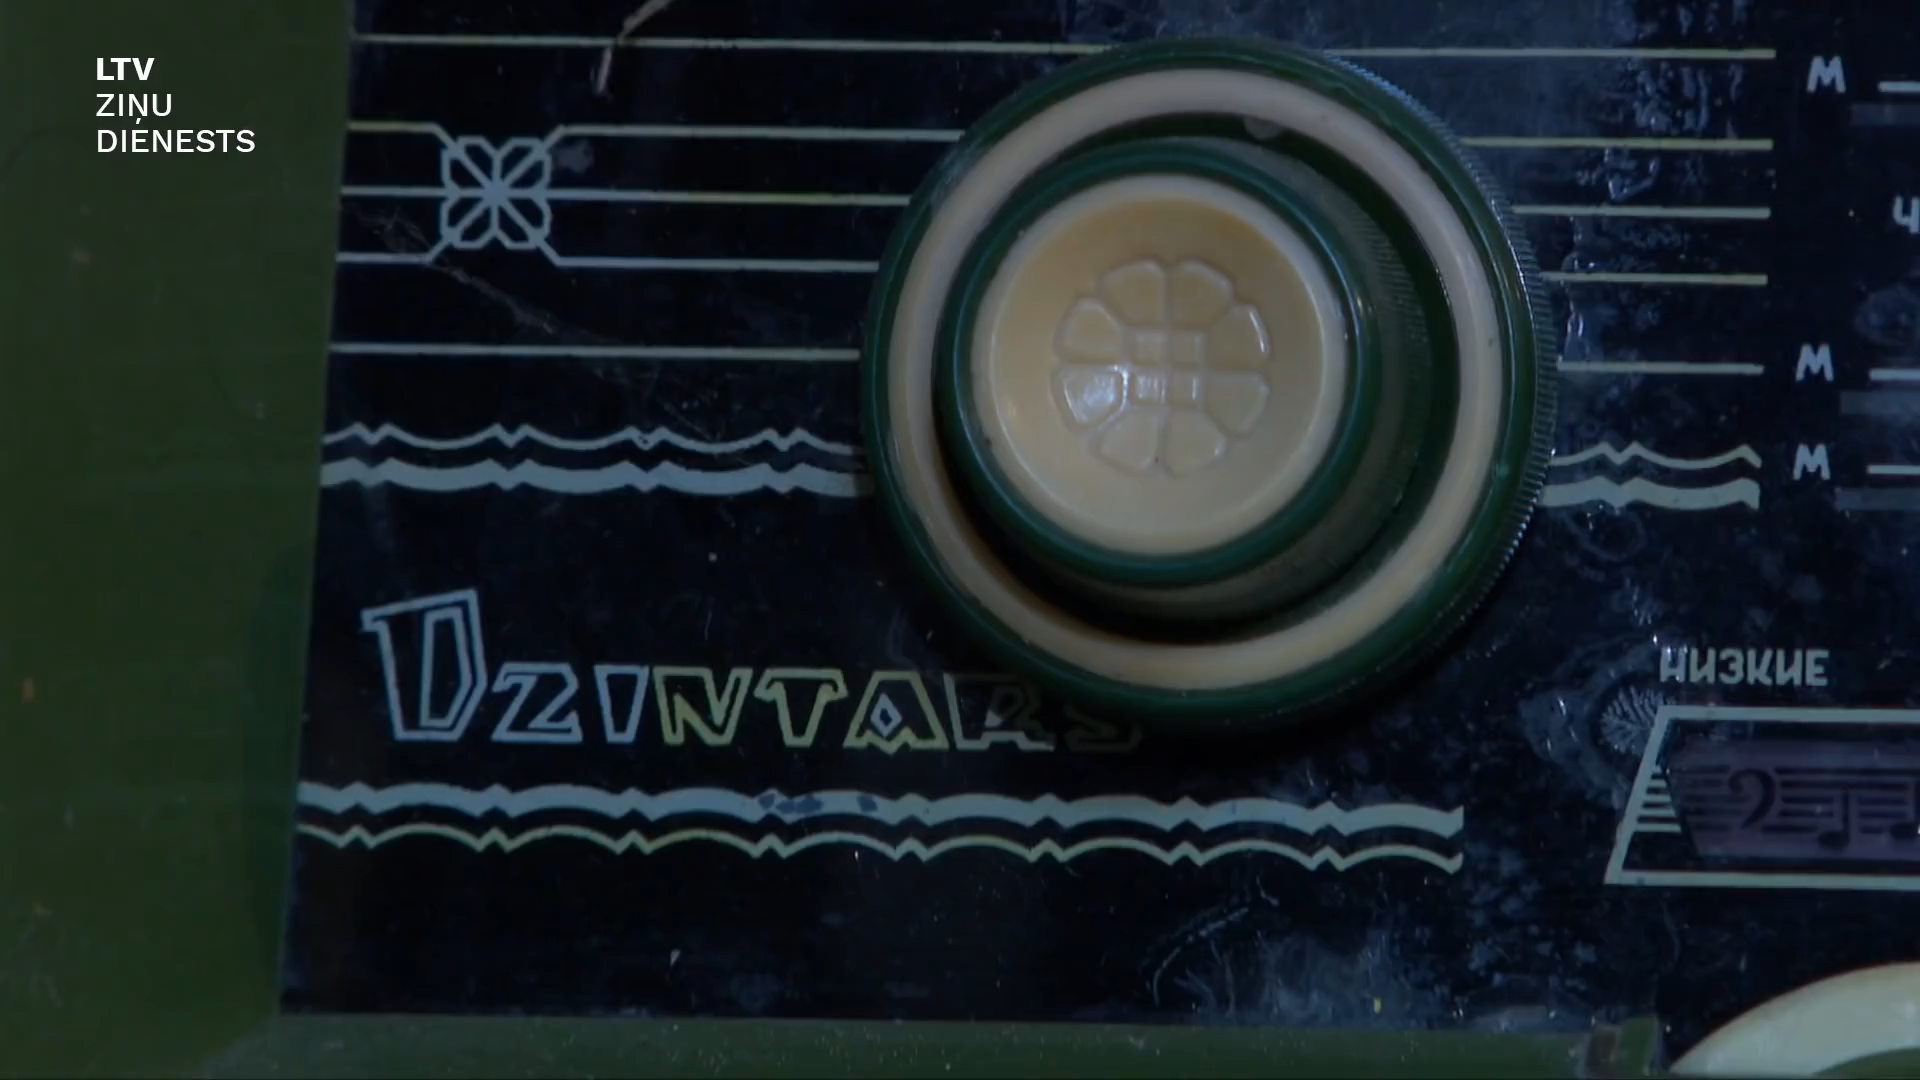 LTV
ZIŅU
DIENESTS
М
Ч
М
М
НИЗКИЕ
DZINTARS